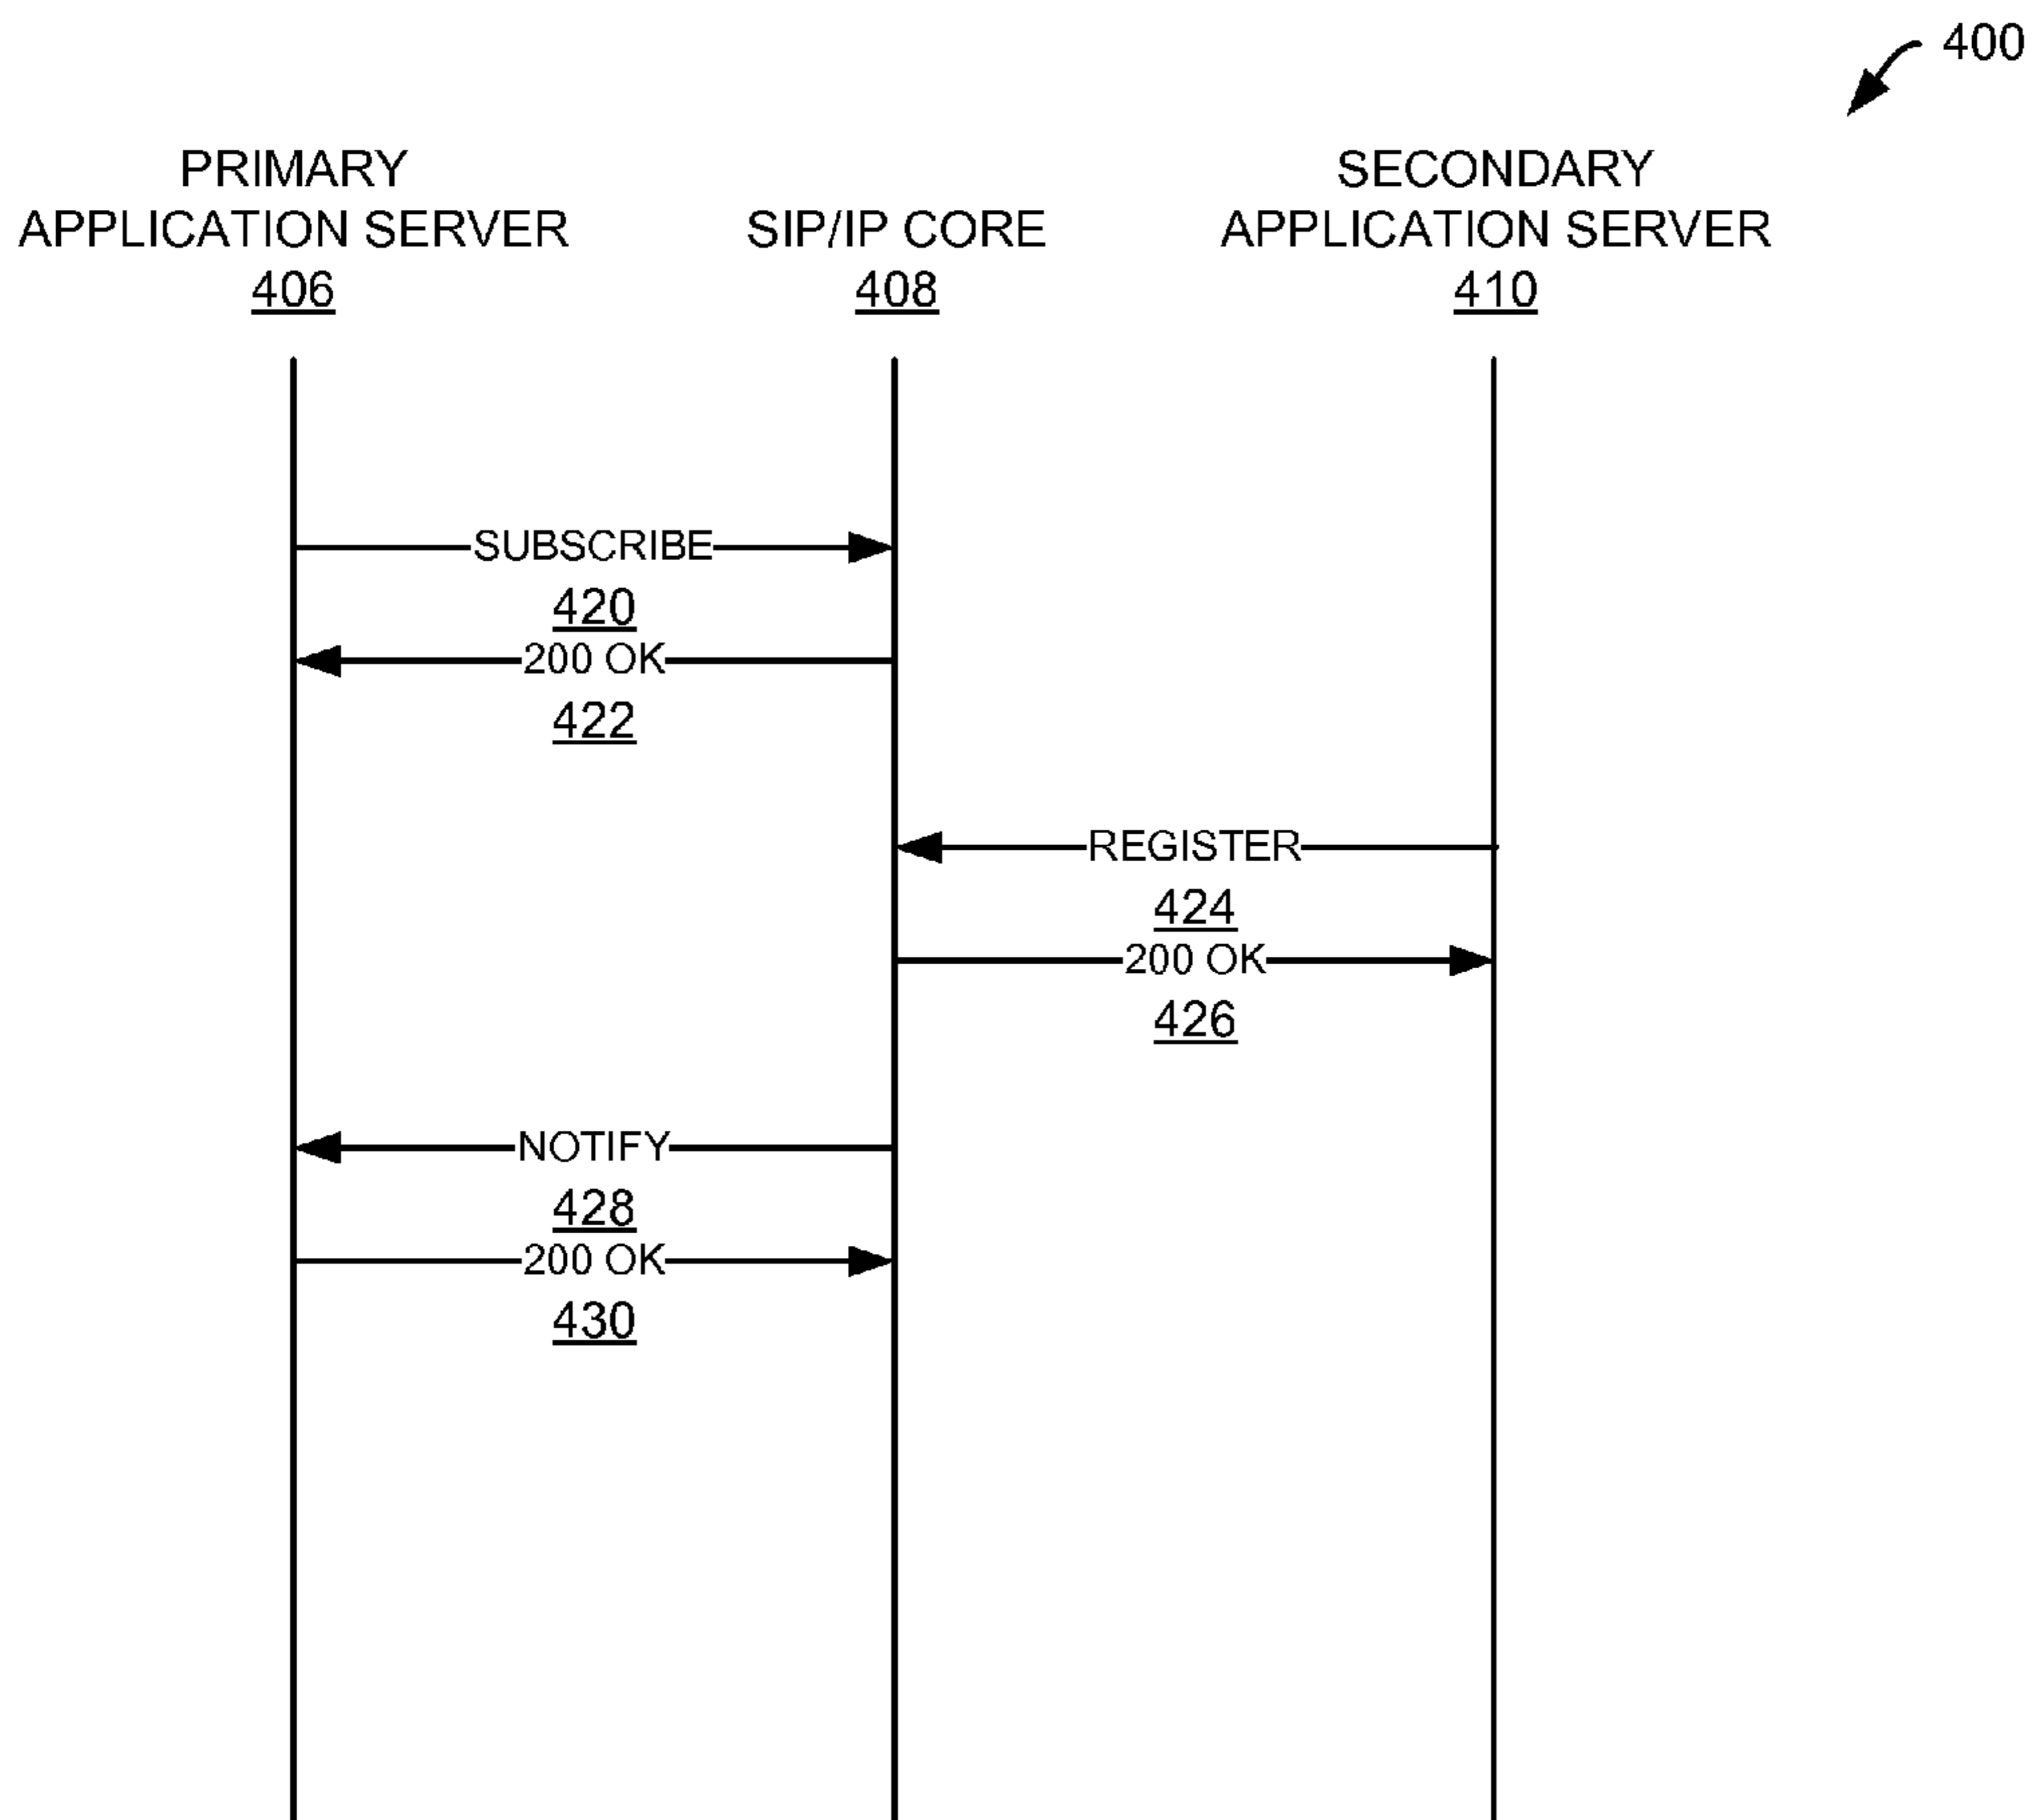 400
PRIMARY
APPLICATION SERVER
406
SIP/IP CORE
408
SECONDARY
APPLICATION SERVER
410
SUBSCRIBE
420
200 OK
422
REGISTER
424
200 OK
426
NOTIFY
428
200 OK
430